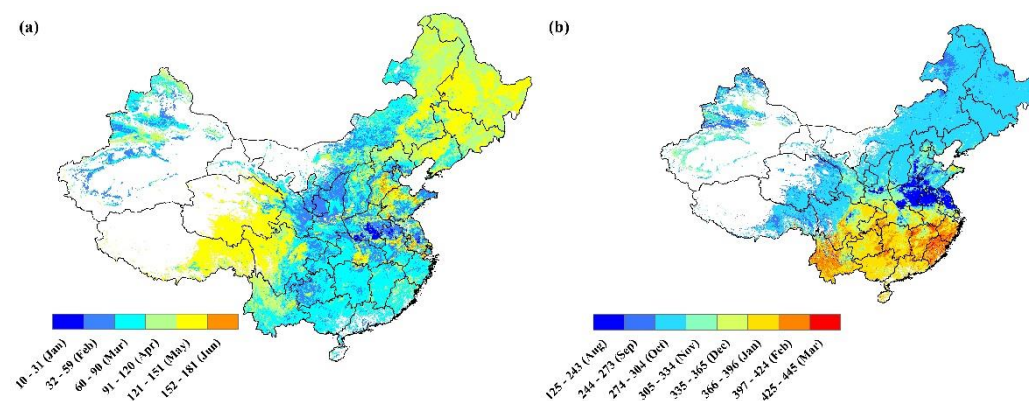 (a)
(b)
10 - 31 (Jan)
32 - 59 (Feb)
60 - 90 (Mar)
91 - 120 (Apr)
121 - 151 (May)
152 - 181 (Jun)
125 - 243 (Aug)
244 - 273 (Sep)
274 - 304 (Oct)
305 - 334 (Nov)
335 - 365 (Dec)
366 - 396 (Jan)
397 - 424 (Feb)
425 - 445 (Mar)